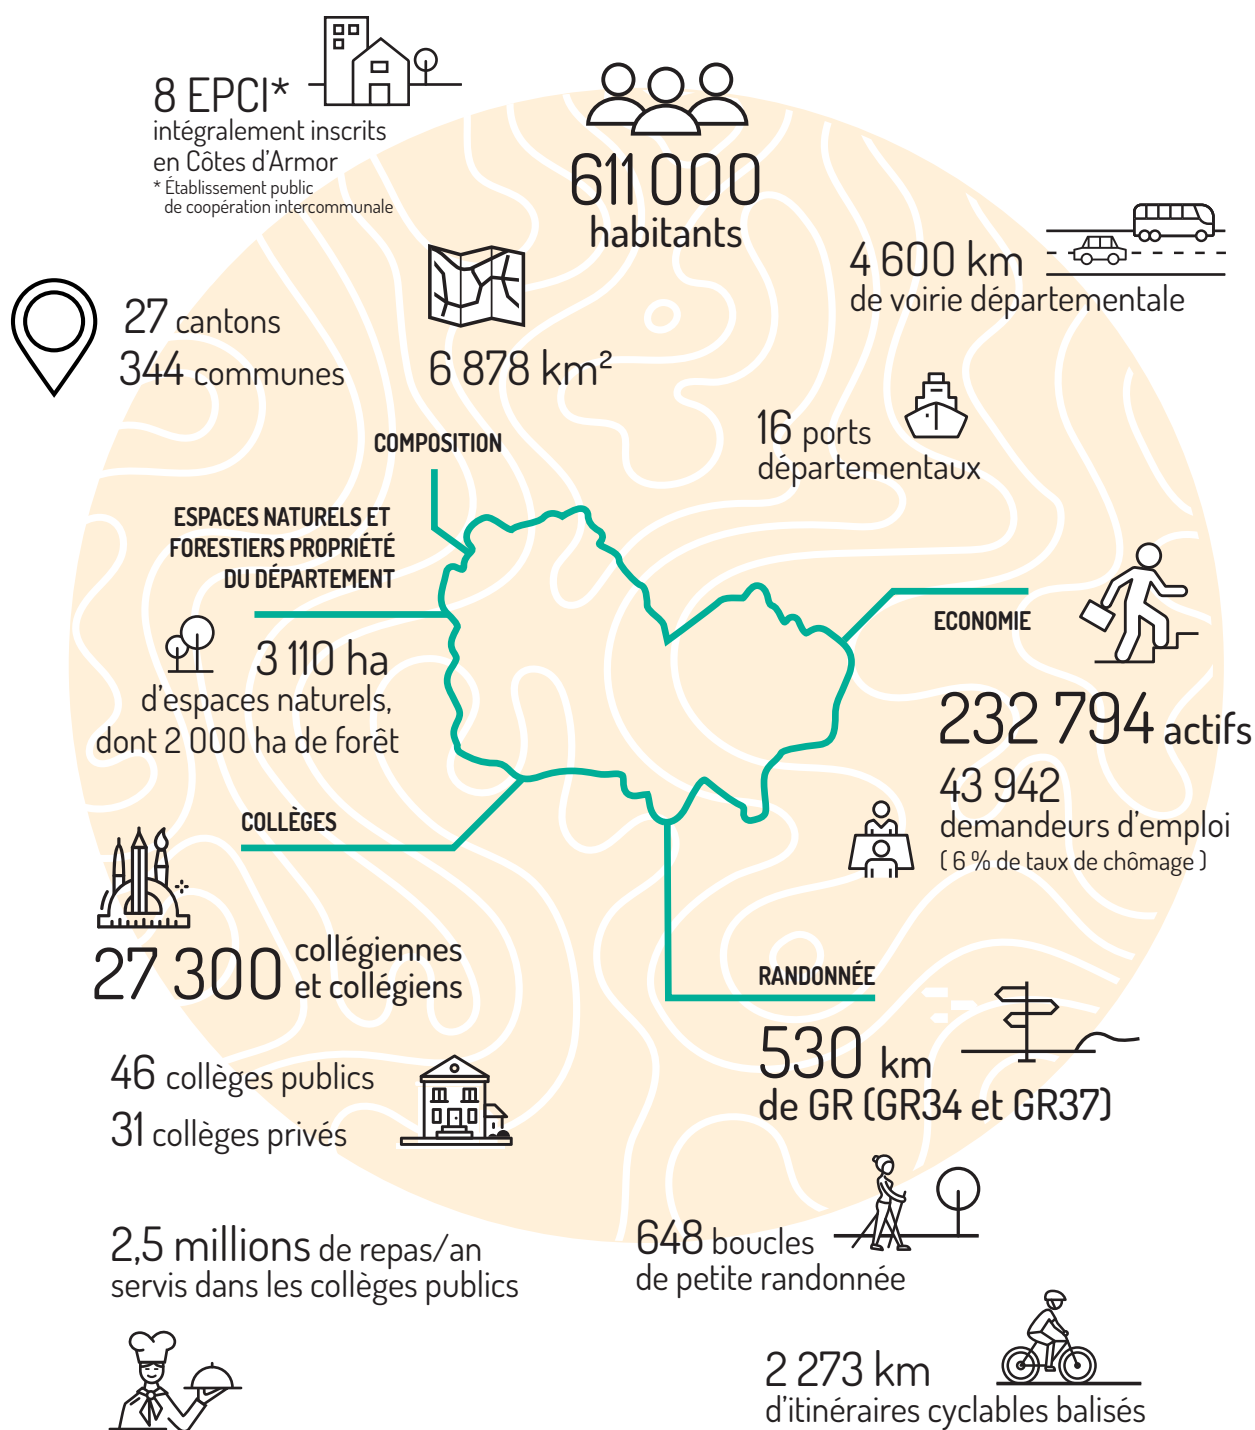 8 EPCI*
intégralement inscrits
en Côtes d'Armor
* Établissement public
de coopération intercommunale
611 000
habitants
4 600 km
de voirie départementale
27 cantons
344 communes
6 878 km²
16 ports
départementaux
COMPOSITION
ESPACES NATURELS ET
FORESTIERS PROPRIÉTÉ
DU DÉPARTEMENT
3 110 ha
d'espaces naturels,
dont 2 000 ha de forêt
ECONOMIE
232 794 actifs
43 942
demandeurs d'emploi
( 6 % de taux de chômage )
COLLÈGES
27 300 collégiennes
et collégiens
46 collèges publics
31 collèges privés
2,5 millions de repas/an
servis dans les collèges publics
RANDONNÉE
530 km
de GR (GR34 et GR37)
648 boucles
de petite randonnée
2 273 km
d'itinéraires cyclables balisés